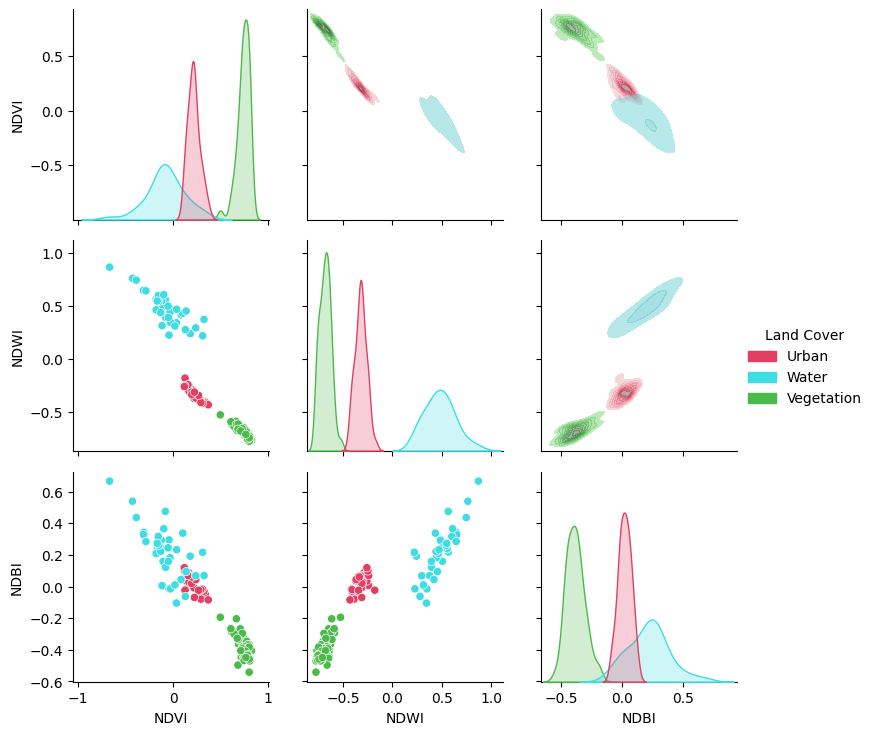 NDVI
0.5
0.0
−0.5
NDWI
1.0
0.5
0.0
−0.5
Land Cover
Urban
Water
Vegetation
NDBI
0.6
0.4
0.2
0.0
−0.2
−0.4
−0.6
−1 0 1
−0.5 0.0 0.5 1.0
−0.5 0.0 0.5
NDVI NDWI NDBI